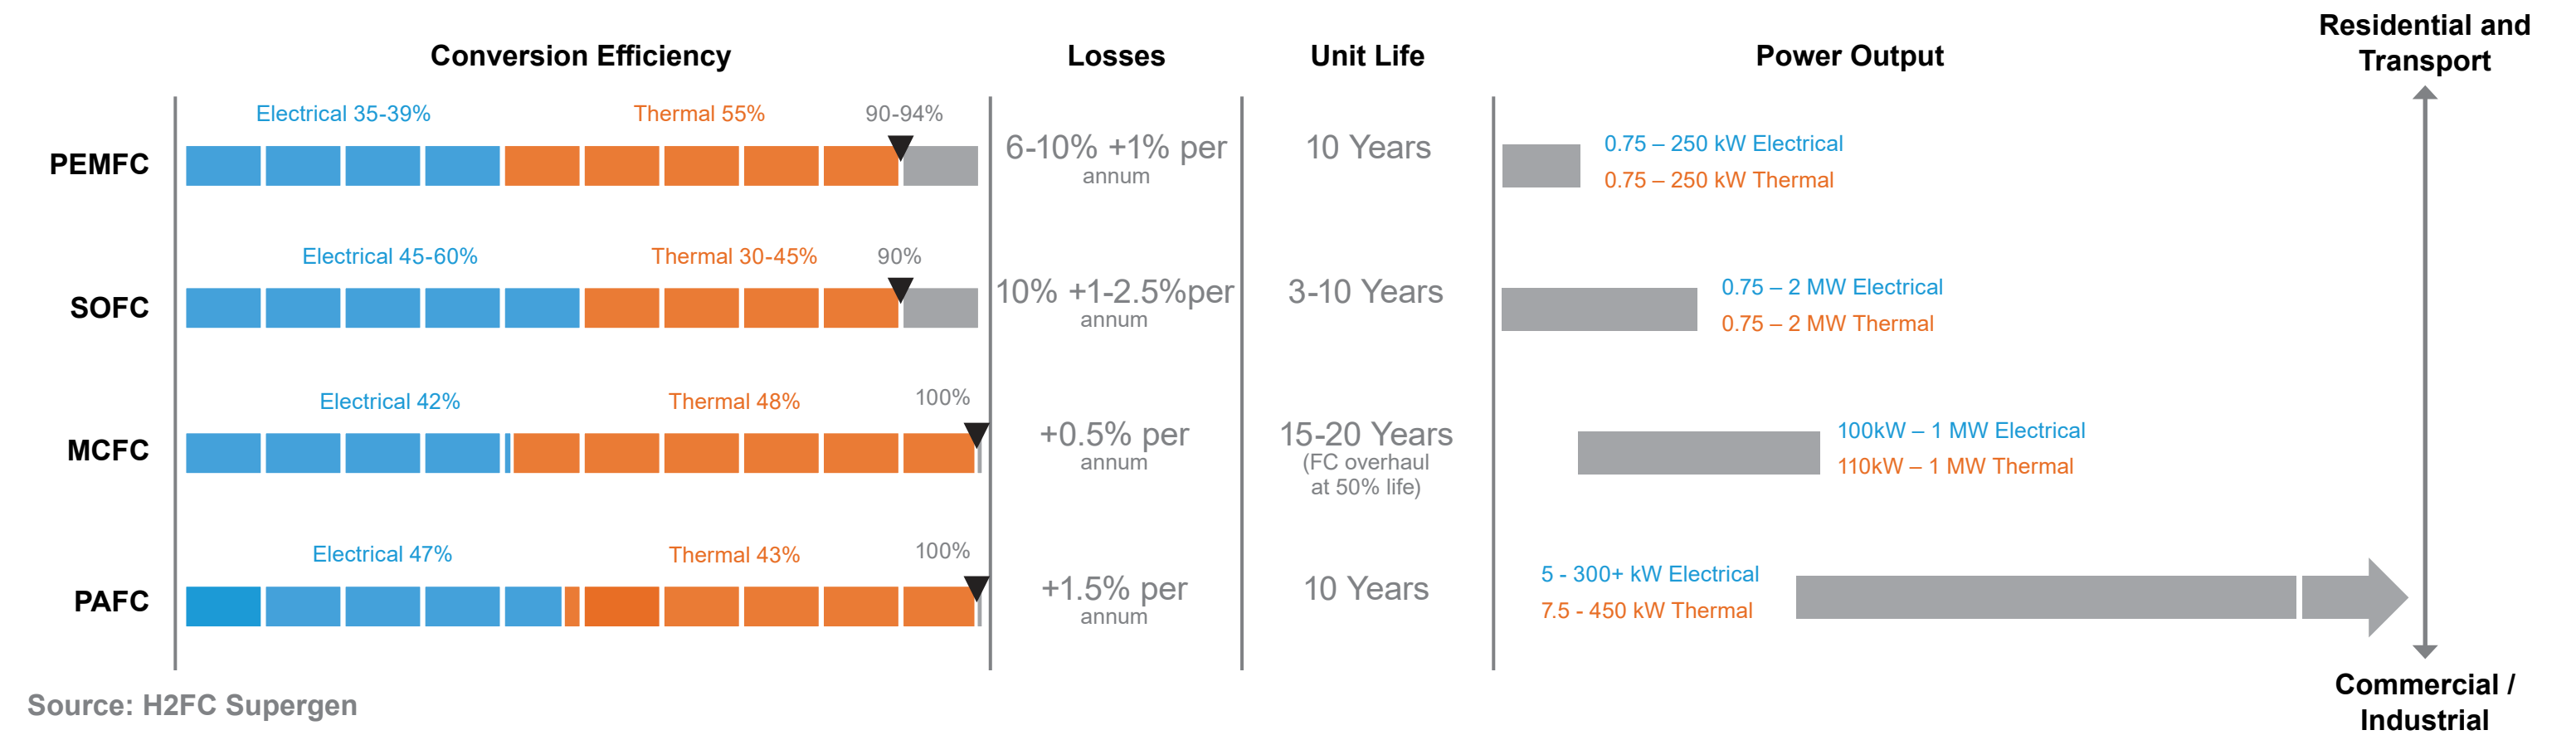 Conversion Efficiency
Losses
Unit Life
Power Output
Residential and
Transport
PEMFC
Electrical 35-39%
Thermal 55%
90-94%
6-10% +1% per
annum
10 Years
0.75 – 250 kW Electrical
0.75 – 250 kW Thermal
SOFC
Electrical 45-60%
Thermal 30-45%
90%
10% +1-2.5%per
annum
3-10 Years
0.75 – 2 MW Electrical
0.75 – 2 MW Thermal
MCFC
Electrical 42%
Thermal 48%
100%
+0.5% per
annum
15-20 Years
(FC overhaul
at 50% life)
100kW – 1 MW Electrical
110kW – 1 MW Thermal
PAFC
Electrical 47%
Thermal 43%
100%
+1.5% per
annum
10 Years
5 - 300+ kW Electrical
7.5 - 450 kW Thermal
Commercial /
Industrial
Source: H2FC Supergen